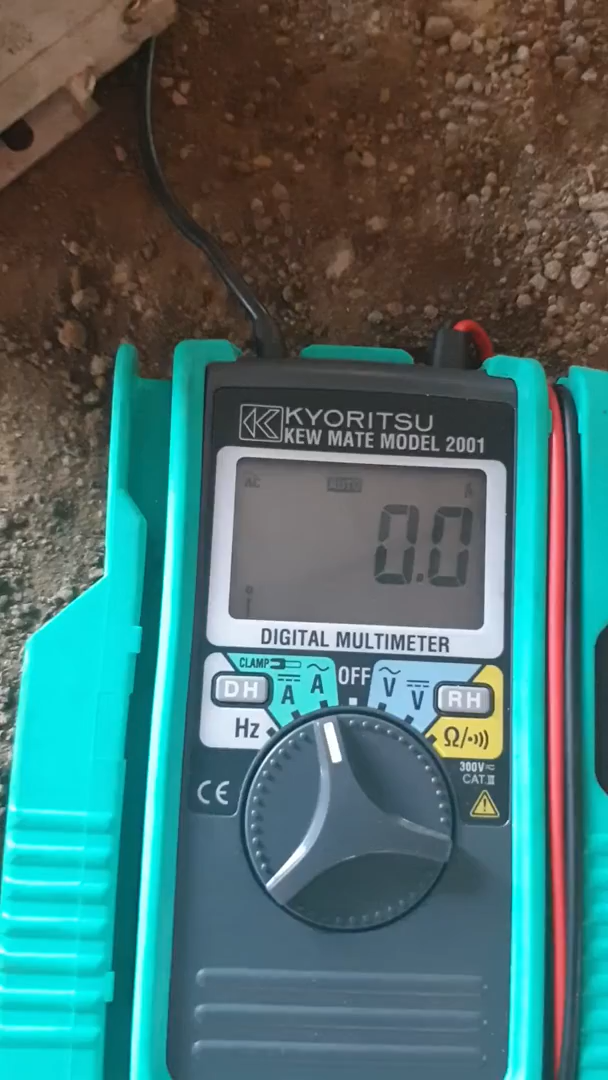 KYORITSU
KEW MATE MODEL 2001
AC AUTO A
0.0
DIGITAL MULTIMETER
CLAMP
DH A A OFF V V RH
Hz Ω/•)))
300V
CAT.III
CE